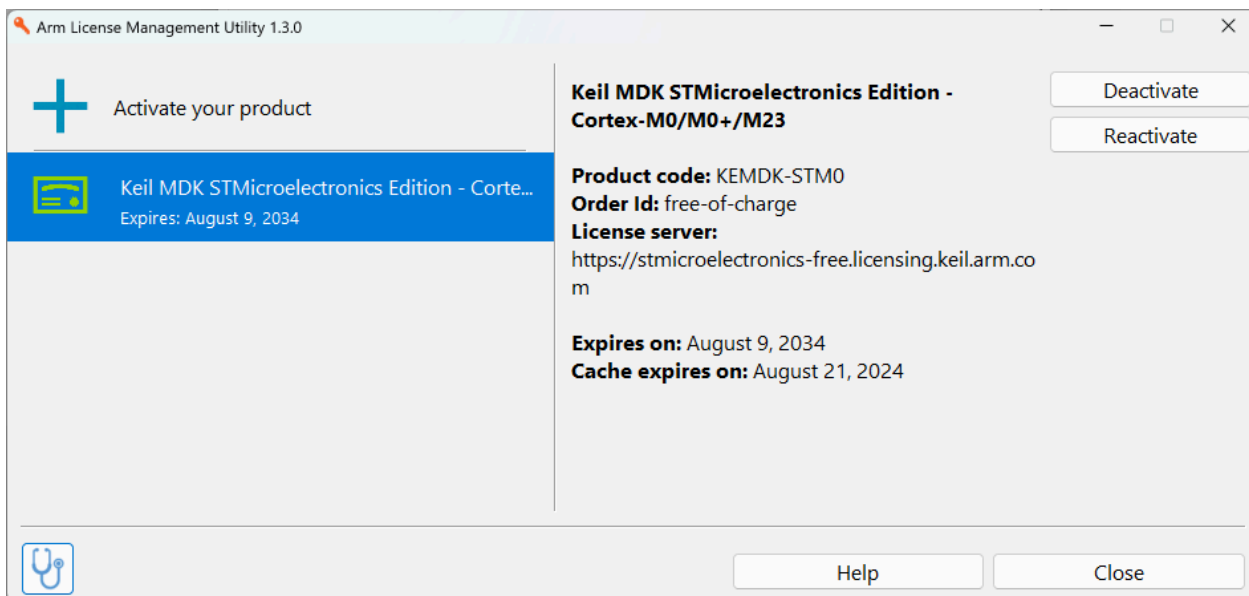 Arm License Management Utility 1.3.0
Activate your product
Keil MDK STMicroelectronics Edition - Corte...
Expires: August 9, 2034
Keil MDK STMicroelectronics Edition -
Cortex-M0/M0+/M23
Product code: KEMDK-STM0
Order Id: free-of-charge
License server:
https://stmicroelectronics-free.licensing.keil.arm.co
m
Expires on: August 9, 2034
Cache expires on: August 21, 2024
Deactivate
Reactivate
Help
Close